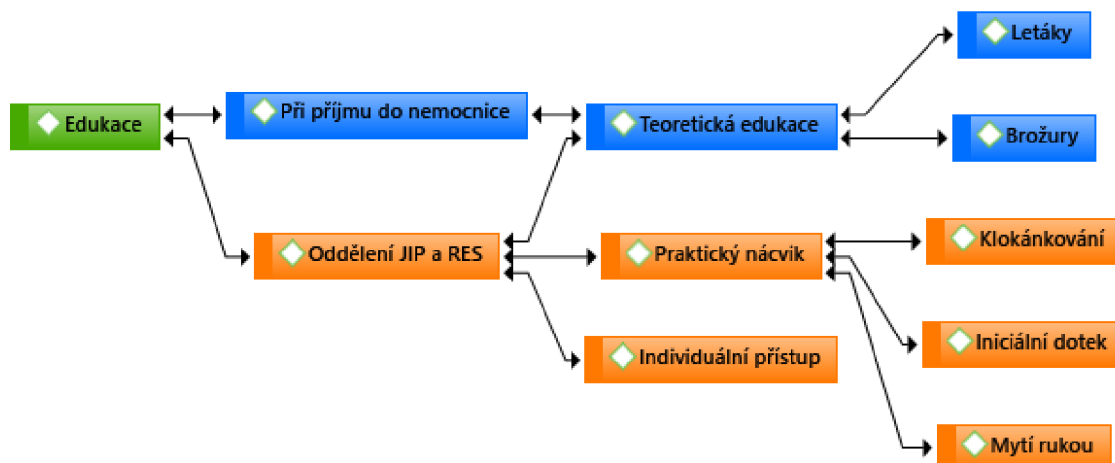 Letáky
Edukace
Při příjmu do nemocnice
Teoretická edukace
Brožury
Oddělení JIP a RES
Praktický nácvik
Klokánkování
Individuální přístup
Iniciální dotek
Mytí rukou